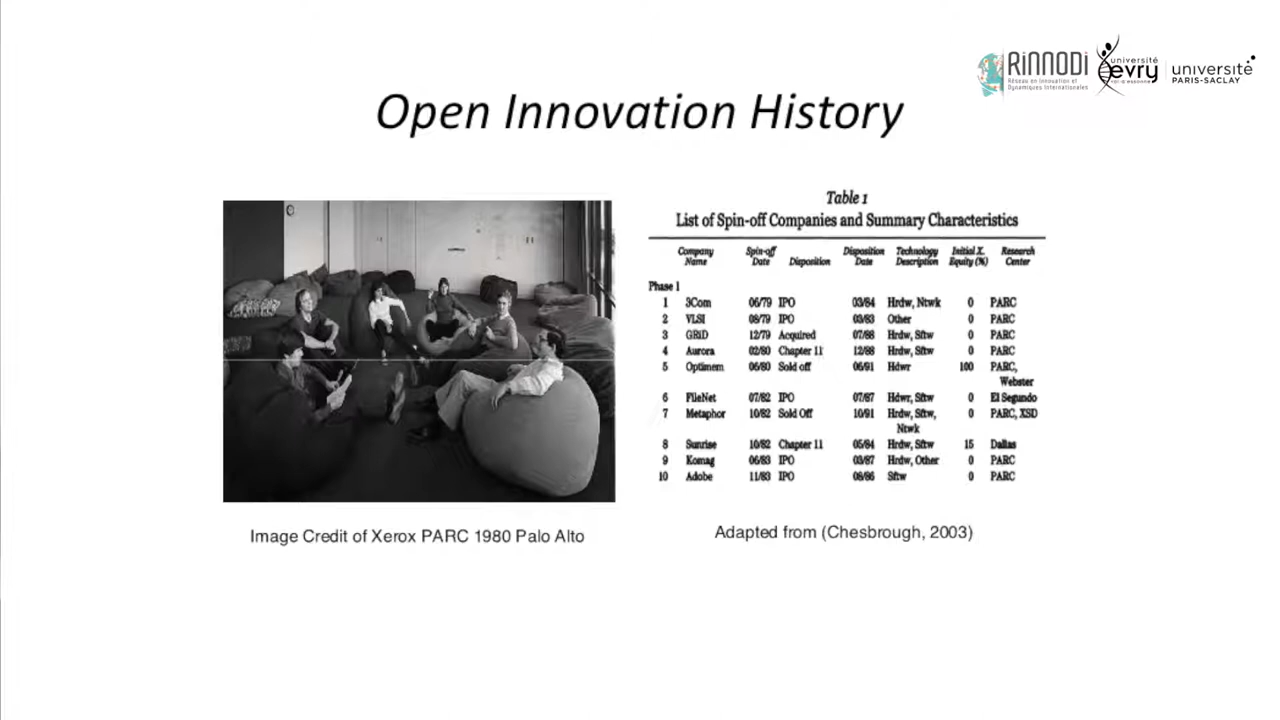 RiNNODi
Réseau en Innovation et
Dynamiques Internationales
université
evry
université
PARIS-SACLAY
Open Innovation History
Table 1
List of Spin-off Companies and Summary Characteristics
Company Name Spin-off Date Disposition Disposition Date Technology Description Initial X. Equity (%) Research Center
Phase 1
1 3Com 06/79 IPO 03/84 Hrdw, Ntwk 0 PARC
2 VLSI 08/79 IPO 03/83 Other 0 PARC
3 GRiD 12/79 Acquired 07/88 Hrdw, Sftw 0 PARC
4 Aurora 02/80 Chapter 11 12/88 Hrdw, Sftw 0 PARC
5 Optimem 06/80 Sold off 06/91 Hdwr 100 PARC,
Webster
6 FileNet 07/82 IPO 07/87 Hdwr, Sftw 0 El Segundo
7 Metaphor 10/82 Sold Off 10/91 Hrdw, Sftw, 0 PARC, XSD
Ntwk
8 Sunrise 10/82 Chapter 11 05/84 Hrdw, Sftw 15 Dallas
9 Komag 06/83 IPO 03/87 Hrdw, Other 0 PARC
10 Adobe 11/83 IPO 08/86 Sftw 0 PARC
Image Credit of Xerox PARC 1980 Palo Alto
Adapted from (Chesbrough, 2003)